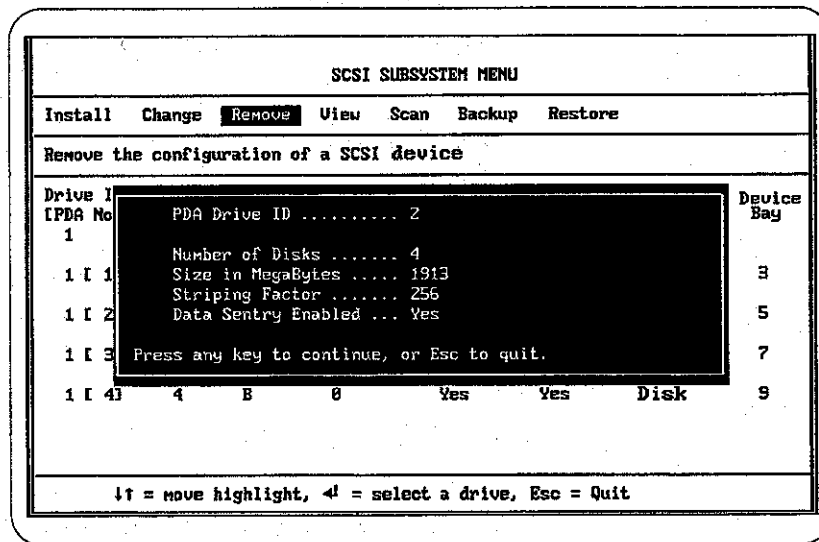 SCSI SUBSYSTEM MENU
Install Change Remove View Scan Backup Restore
Remove the configuration of a SCSI device
Drive I Device
[PDA No Bay
1
PDA Drive ID .......... 2
Number of Disks ....... 4
1 [ 1 Size in MegaBytes ..... 1913 3
Striping Factor ....... 256
1 [ 2 Data Sentry Enabled ... Yes 5
1 [ 3 Press any key to continue, or Esc to quit. 7
1 [ 4] 4 B 0 Yes Yes Disk 9
↓↑ = move highlight, ↵ = select a drive, Esc = Quit